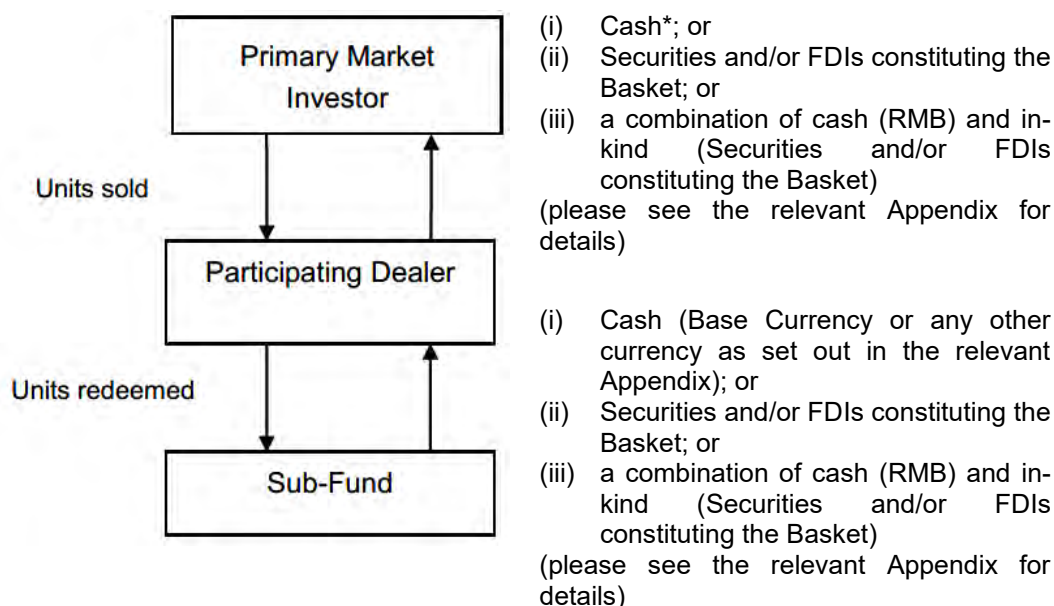 Primary Market
Investor
Units sold
Participating Dealer
Units redeemed
Sub-Fund
(i) Cash*; or
(ii) Securities and/or FDIs constituting the
Basket; or
(iii) a combination of cash (RMB) and in-
kind (Securities and/or FDIs
constituting the Basket)
(please see the relevant Appendix for
details)
(i) Cash (Base Currency or any other
currency as set out in the relevant
Appendix); or
(ii) Securities and/or FDIs constituting the
Basket; or
(iii) a combination of cash (RMB) and in-
kind (Securities and/or FDIs
constituting the Basket)
(please see the relevant Appendix for
details)